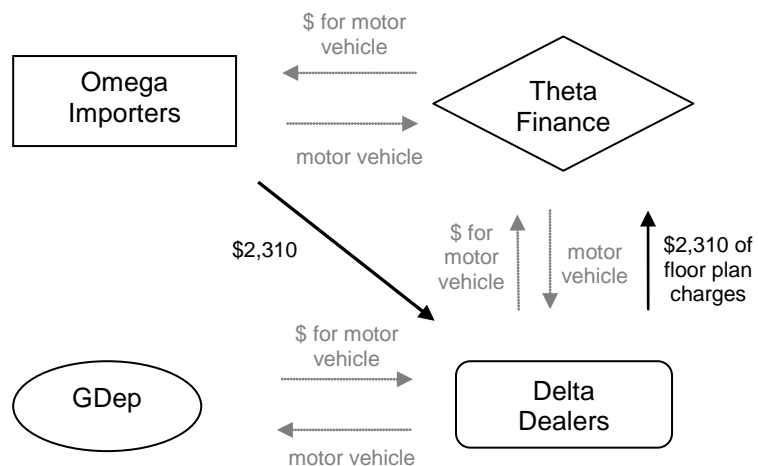 $ for motor
vehicle
Omega
Importers
Theta
Finance
motor vehicle
$2,310
$ for
motor
vehicle
motor
vehicle
$2,310 of
floor plan
charges
$ for motor
vehicle
GDep
Delta
Dealers
motor vehicle